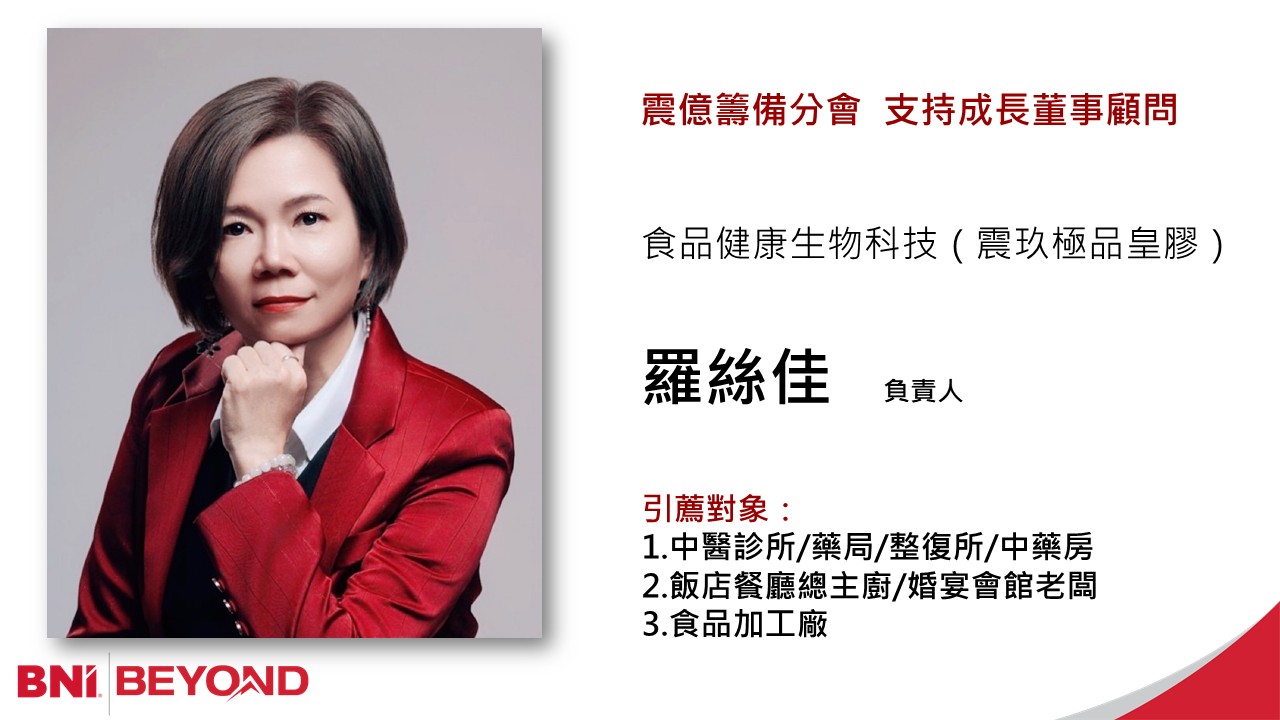 震億籌備分會 支持成長董事顧問
食品健康生物科技（震玖極品皇膠）
羅絲佳 負責人
引薦對象：
1.中醫診所/藥局/整復所/中藥房
2.飯店餐廳總主廚/婚宴會館老闆
3.食品加工廠
BNI® BEYOND